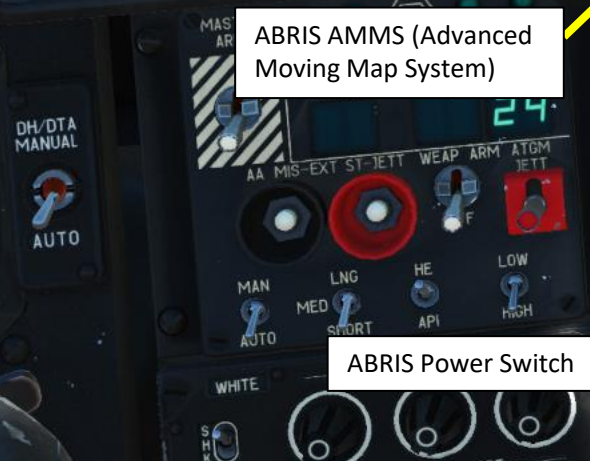 MAS
AR
ABRIS AMMS (Advanced
Moving Map System)
24
DH/DTA
MANUAL
AUTO
AA MIS-EXT ST-JETT WEAP ARM ATGM
JETT
F
MAN LNG HE LOW
MED
AUTO SHORT API HIGH
ABRIS Power Switch
WHITE
S
H
K